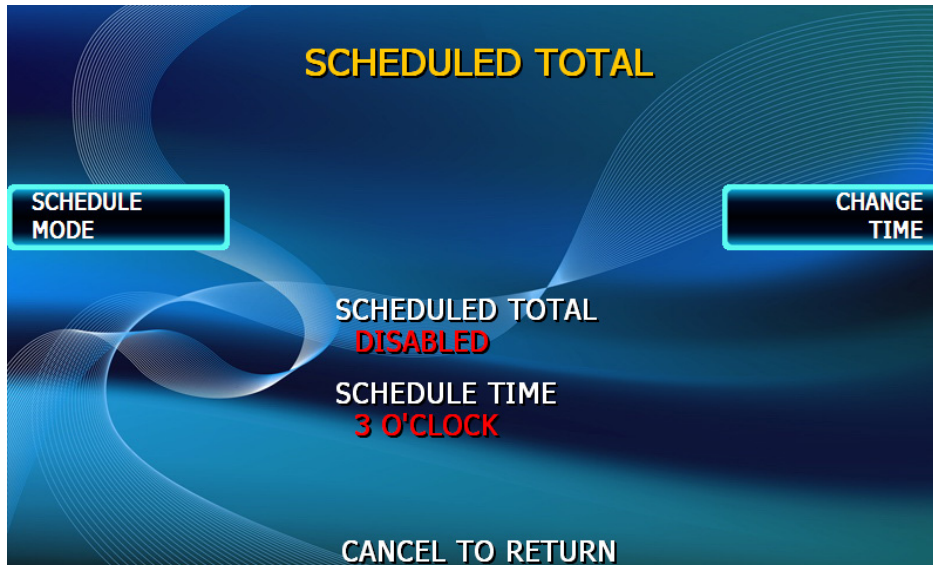 SCHEDULED TOTAL
SCHEDULE
MODE
CHANGE
TIME
SCHEDULED TOTAL
DISABLED
SCHEDULE TIME
3 O'CLOCK
CANCEL TO RETURN